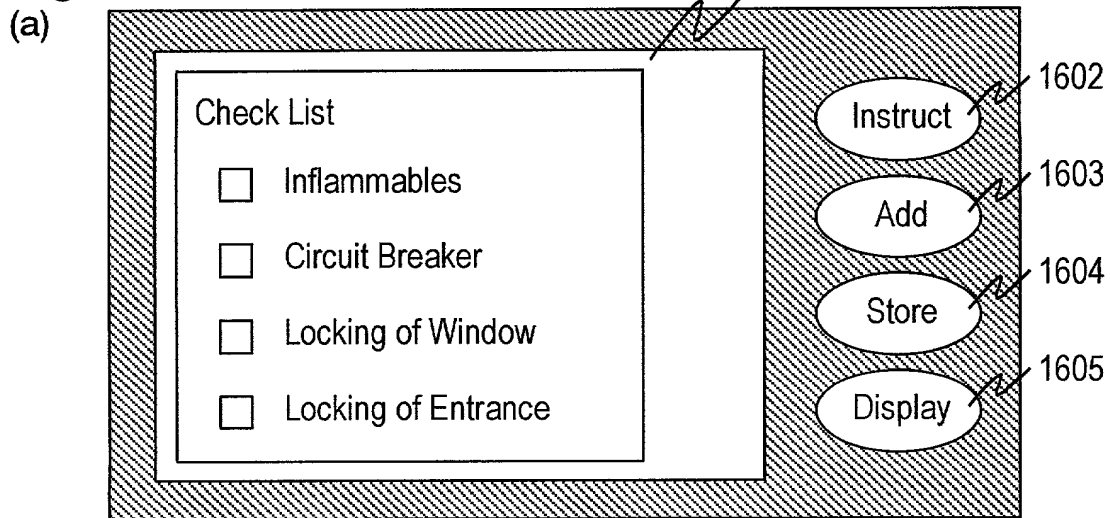 (a)
Check List
Inflammables
Circuit Breaker
Locking of Window
Locking of Entrance
Instruct
1602
Add
1603
Store
1604
Display
1605